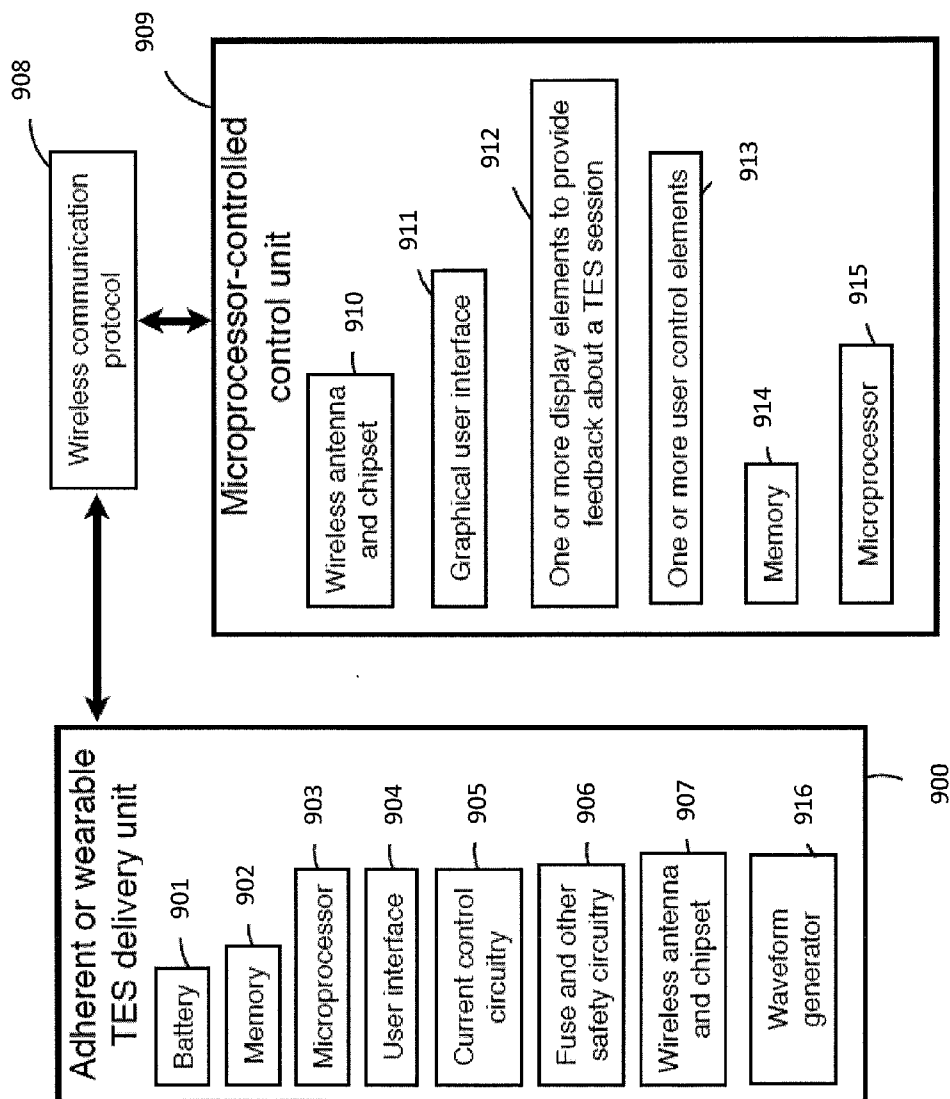 Adherent or wearable
TES delivery unit
Battery
901
Memory
902
Microprocessor
903
User interface
904
Current control
circuitry
905
Fuse and other
safety circuitry
906
Wireless antenna
and chipset
907
Waveform
generator
916
900
Wireless communication
protocol
908
909
Microprocessor-controlled
control unit
Wireless antenna
and chipset
910
Graphical user interface
911
One or more display elements to provide
feedback about a TES session
912
One or more user control elements
913
Memory
914
Microprocessor
915